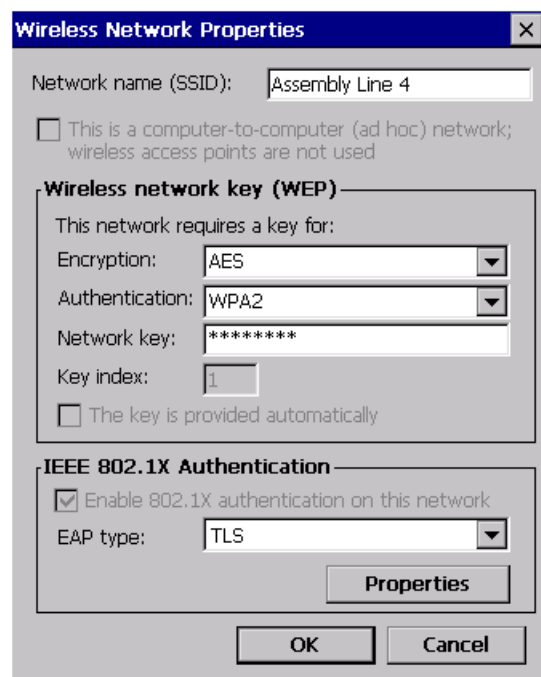 Wireless Network Properties
Network name (SSID): Assembly Line 4
This is a computer-to-computer (ad hoc) network;
wireless access points are not used
Wireless network key (WEP)
This network requires a key for:
Encryption: AES
Authentication: WPA2
Network key: ********
Key index: 1
The key is provided automatically
IEEE 802.1X Authentication
Enable 802.1X authentication on this network
EAP type: TLS
Properties
OK Cancel